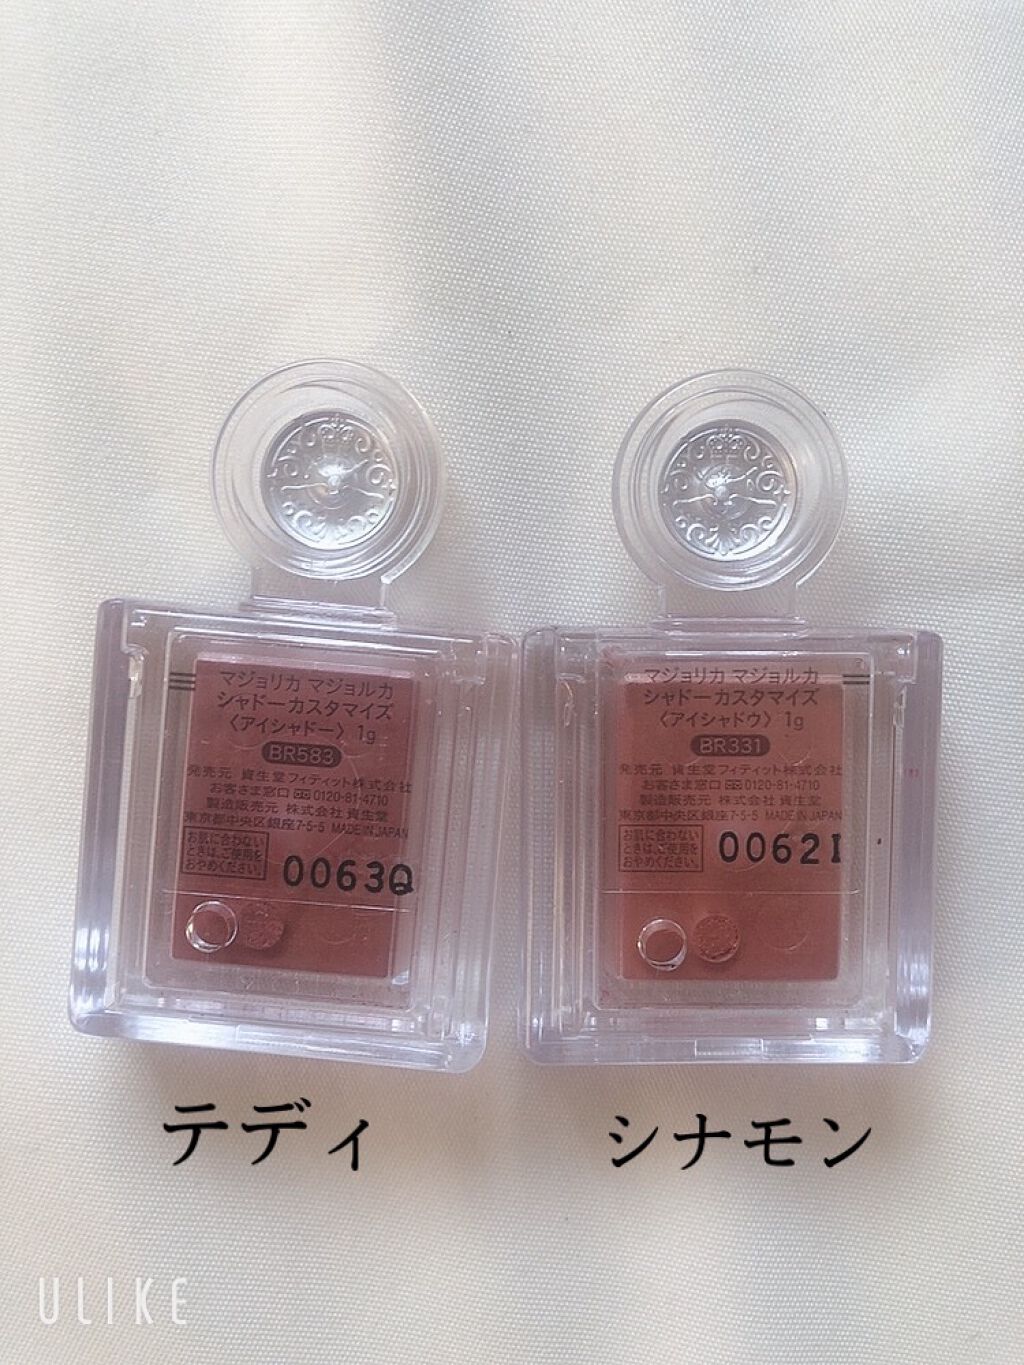 マジョリカ マジョルカ
シャドーカスタマイズ
〈アイシャドー〉 1g
BR583
発売元 資生堂フィティット株式会社
お客さま窓口 0120-81-4710
製造販売元 株式会社 資生堂
東京都中央区銀座7-5-5 MADE IN JAPAN
お肌に合わない
ときは、ご使用を
おやめください。
0063Q
マジョリカ マジョルカ
シャドーカスタマイズ
〈アイシャドウ〉 1g
BR331
発売元 資生堂フィティット株式会社
お客さま窓口 0120-81-4710
製造販売元 株式会社 資生堂
東京都中央区銀座7-5-5 MADE IN JAPAN
お肌に合わない
ときは、ご使用を
おやめください。
0062I
テディ
シナモン
ULIKE